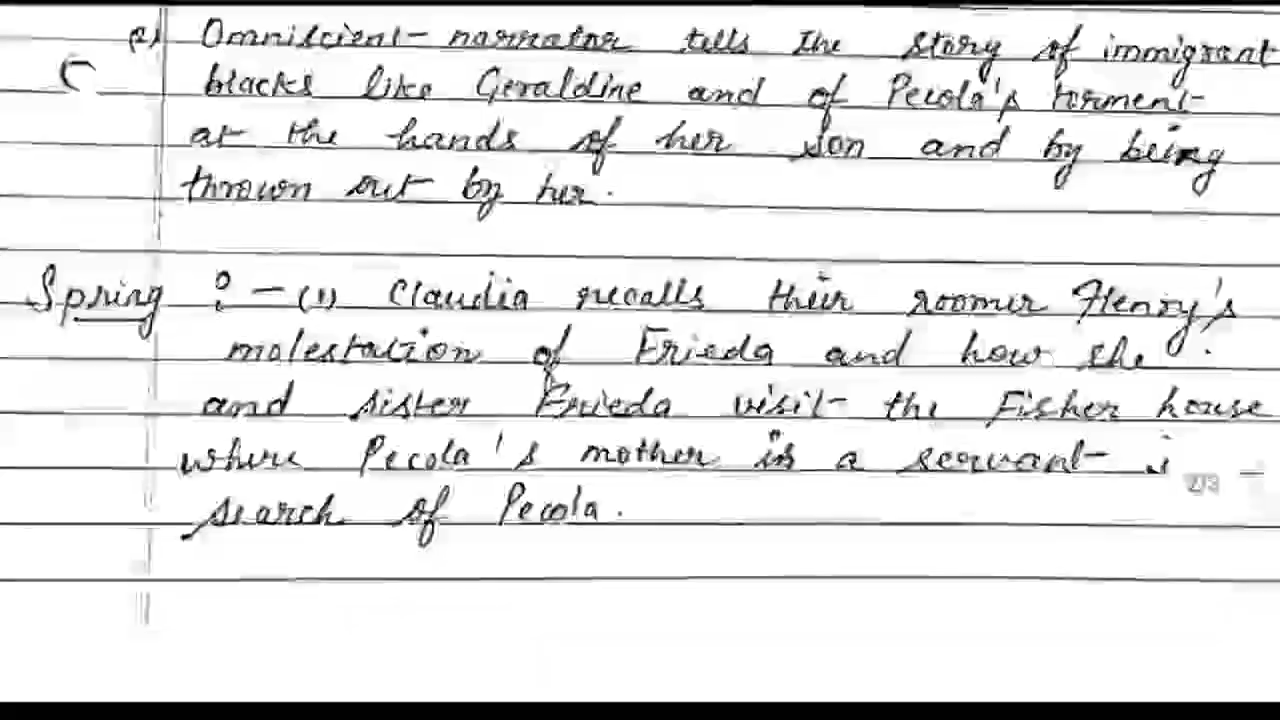 2) Omniscient narrator tells the story of immigrant
blacks like Geraldine and of Pecola's torment
at the hands of her son and by being
thrown out by her.
Spring :- (1) Claudia recalls their roomer Henry's
molestation of Frieda and how she
and sister Frieda visit the Fisher house
where Pecola's mother is a servant i
search of Pecola.